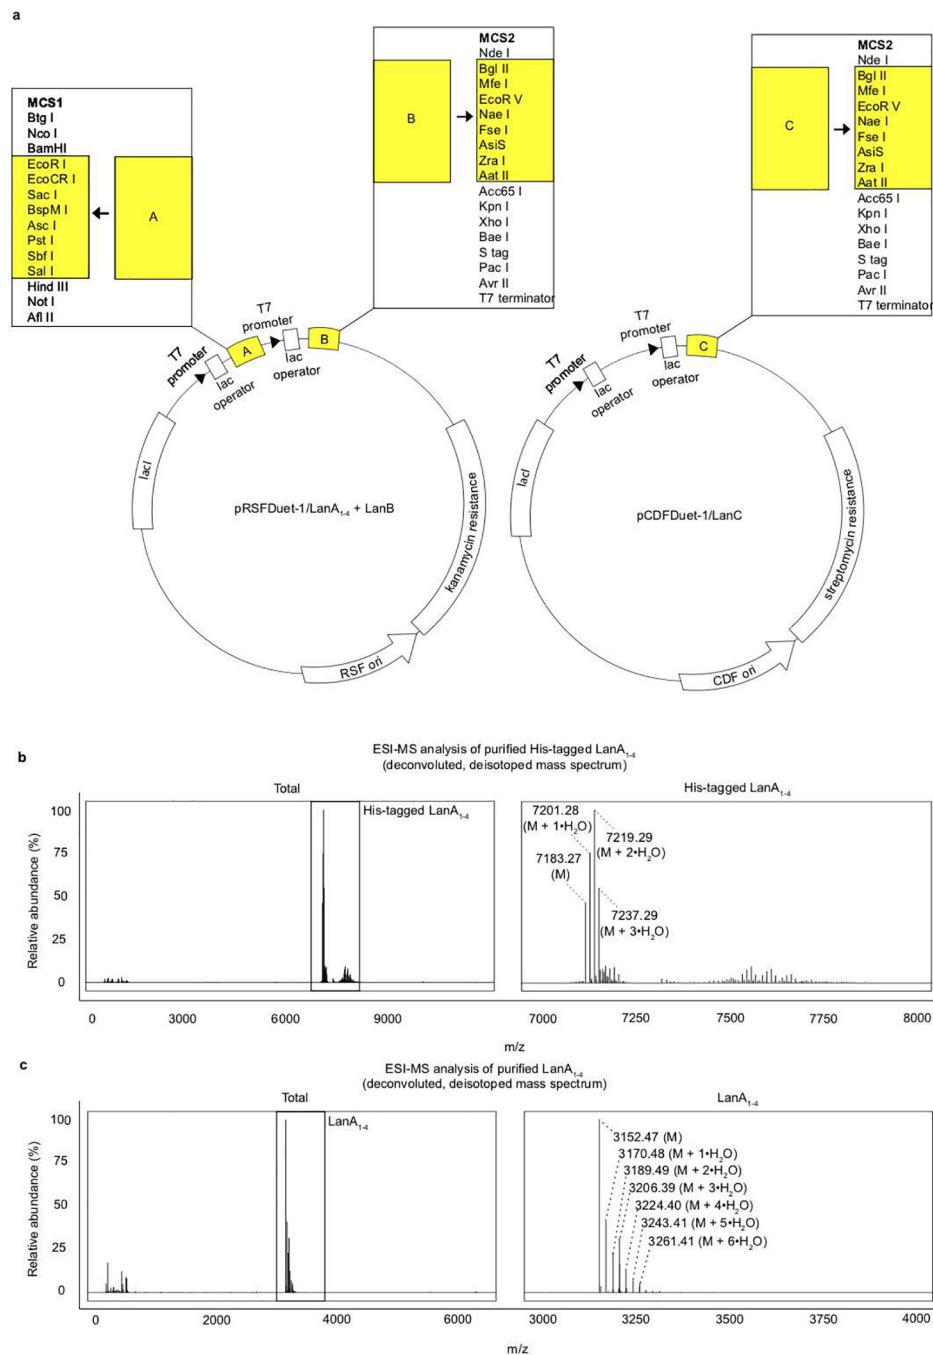 a
MCS1
Btg I
Nco I
BamHI
EcoR I
EcoCR I
Sac I
BspM I
Asc I
Pst I
Sbf I
Sal I
Hind III
Not I
Afl II
A
B
MCS2
Nde I
Bgl II
Mfe I
EcoR V
Nae I
Fse I
AsiS
Zra I
Aat II
Acc65 I
Kpn I
Xho I
Bae I
S tag
Pac I
Avr II
T7 terminator
C
MCS2
Nde I
Bgl II
Mfe I
EcoR V
Nae I
Fse I
AsiS
Zra I
Aat II
Acc65 I
Kpn I
Xho I
Bae I
S tag
Pac I
Avr II
T7 terminator
T7
promoter
lac
operator
A
T7
promoter
lac
operator
B
lacI
pRSFDuet-1/LanA1-4 + LanB
kanamycin resistance
RSF ori
T7
promoter
lac
operator
T7
promoter
lac
operator
C
lacI
pCDFDuet-1/LanC
streptomycin resistance
CDF ori
b
ESI-MS analysis of purified His-tagged LanA1-4
(deconvoluted, deisotoped mass spectrum)
Total
His-tagged LanA1-4
His-tagged LanA1-4
7201.28
(M + 1•H2O)
7183.27
(M)
7219.29
(M + 2•H2O)
7237.29
(M + 3•H2O)
Relative abundance (%)
100
75
50
25
0
0 3000 6000 9000
7000 7250 7500 7750 8000
m/z
c
ESI-MS analysis of purified LanA1-4
(deconvoluted, deisotoped mass spectrum)
Total
LanA1-4
LanA1-4
3152.47 (M)
3170.48 (M + 1•H2O)
3189.49 (M + 2•H2O)
3206.39 (M + 3•H2O)
3224.40 (M + 4•H2O)
3243.41 (M + 5•H2O)
3261.41 (M + 6•H2O)
Relative abundance (%)
100
75
50
25
0
0 2000 4000 6000
3000 3250 7500 7750 4000
m/z